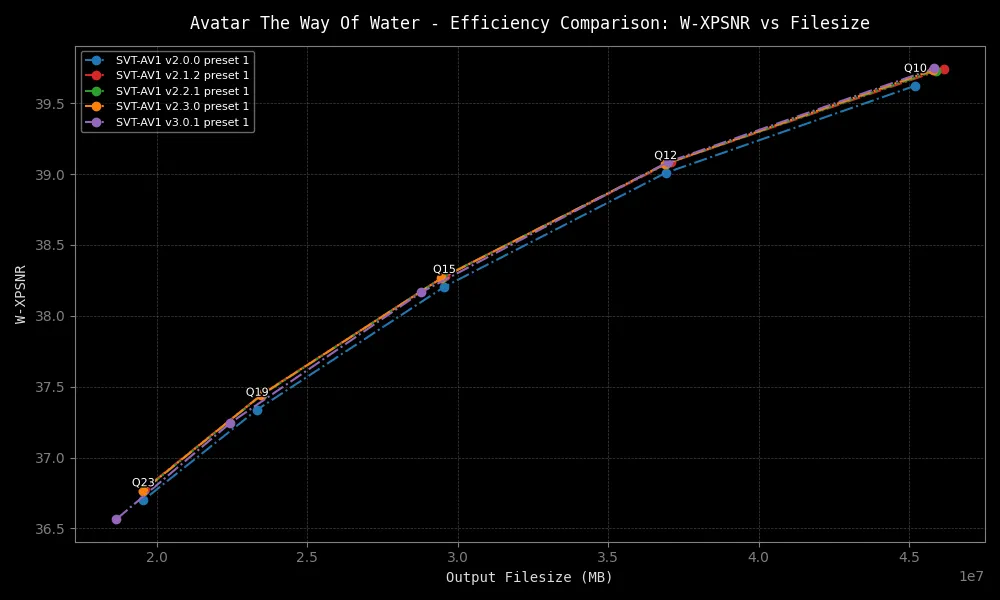 Avatar The Way Of Water - Efficiency Comparison: W-XPSNR vs Filesize
SVT-AV1 v2.0.0 preset 1
SVT-AV1 v2.1.2 preset 1
SVT-AV1 v2.2.1 preset 1
SVT-AV1 v2.3.0 preset 1
SVT-AV1 v3.0.1 preset 1
Q10
Q12
Q15
Q19
Q23
W-XPSNR
39.5
39.0
38.5
38.0
37.5
37.0
36.5
2.0 2.5 3.0 3.5 4.0 4.5
1e7
Output Filesize (MB)